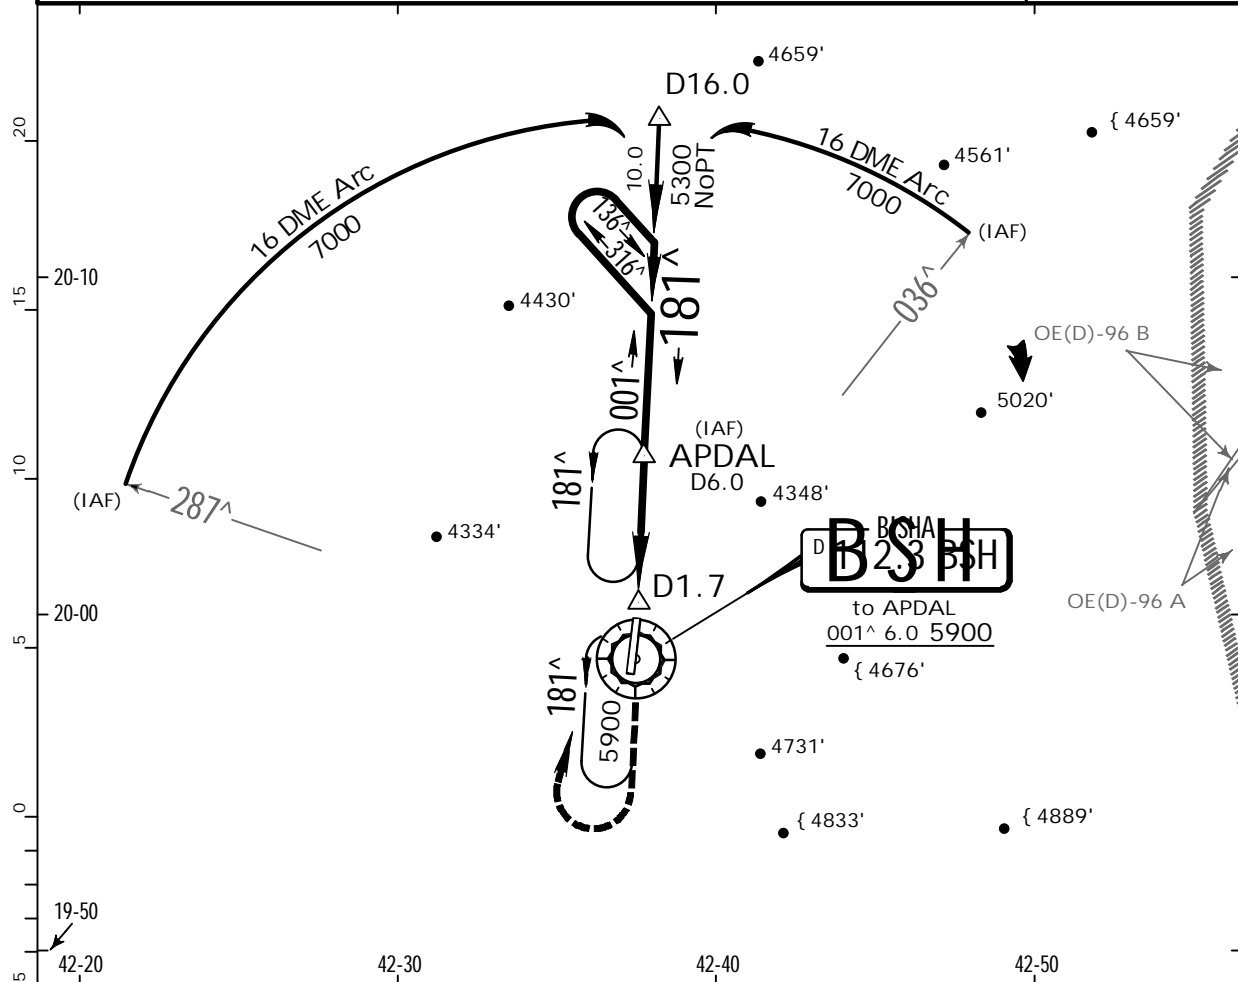 4659'
D16.0
{ 4659'
20
16 DME Arc
7000
10.0
5300
NoPT
16 DME Arc
7000
4561'
(IAF)
136^
316^
181^
20-10
15
4430'
036^
OE(D)-96 B
001^
5020'
(IAF)
APDAL
D6.0
10
181^
(IAF)
287^
4348'
4334'
BISHA
BSH
D 112.3 BSH
D1.7
20-00
to APDAL
001^ 6.0 5900
OE(D)-96 A
5
{ 4676'
181^
5900
4731'
0
{ 4833'
{ 4889'
19-50
5
42-20
42-30
42-40
42-50